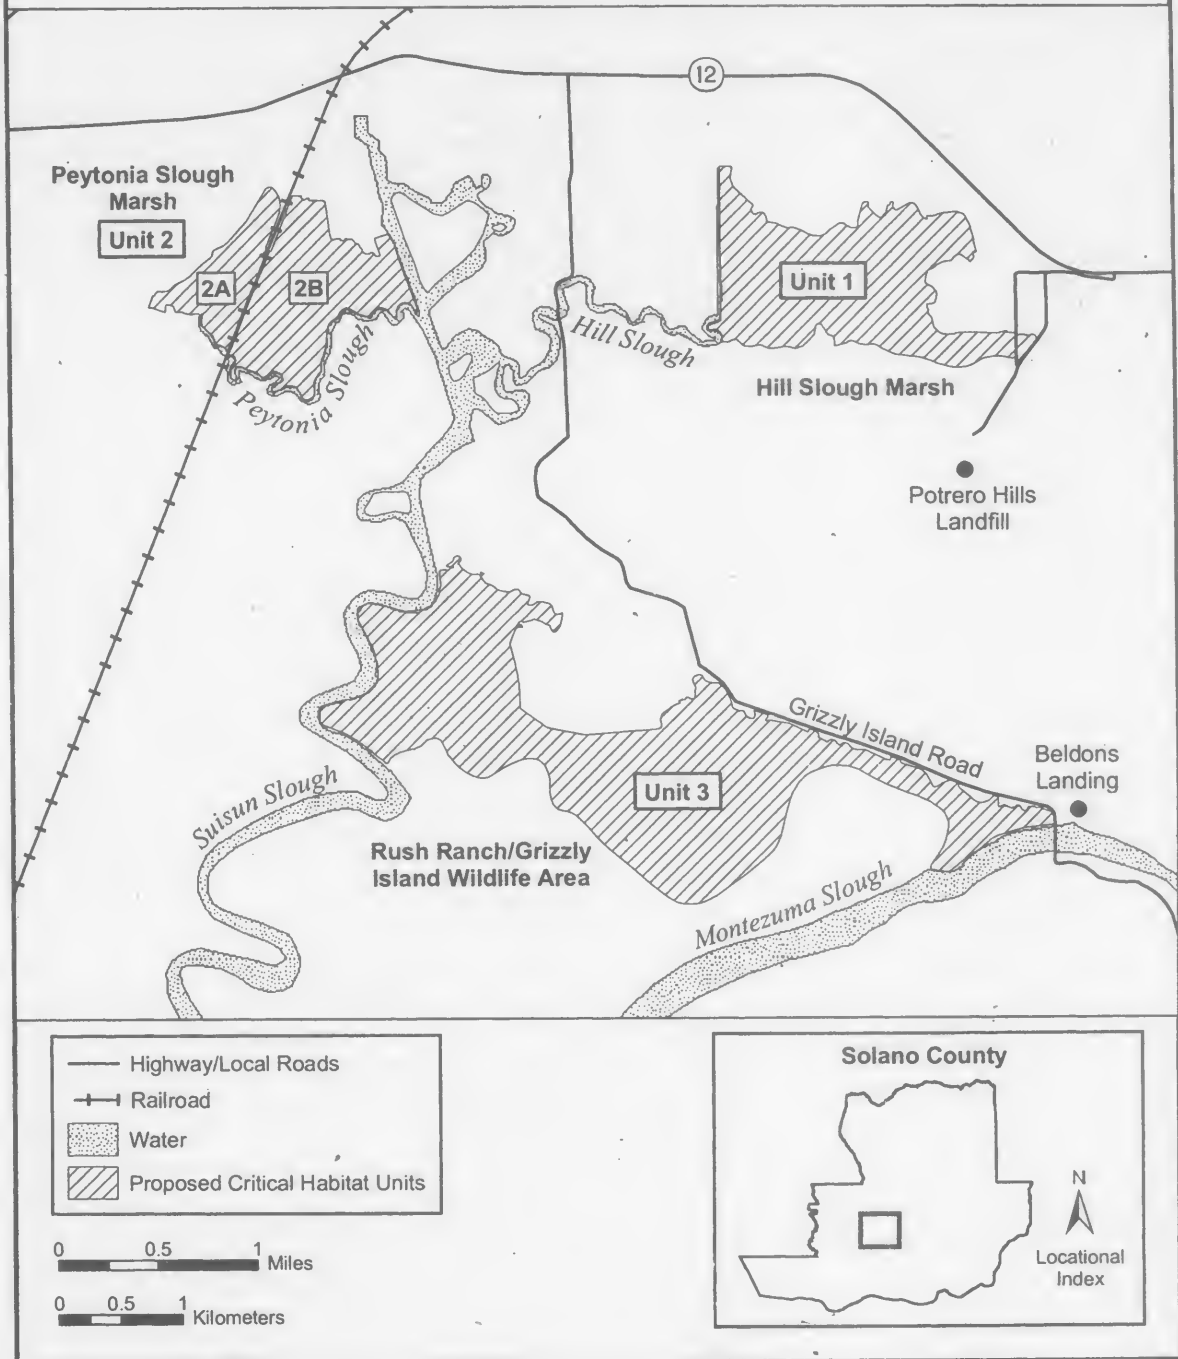 12
Peytonia Slough
Marsh
Unit 2
2A
2B
Unit 1
Hill Slough
Peytonia Slough
Hill Slough Marsh
Potrero Hills
Landfill
Grizzly Island Road
Beldons
Landing
Suisun Slough
Unit 3
Rush Ranch/Grizzly
Island Wildlife Area
Montezuma Slough
Highway/Local Roads
Railroad
Water
Proposed Critical Habitat Units
0 0.5 1
Miles
0 0.5 1
Kilometers
Solano County
N
Locational
Index